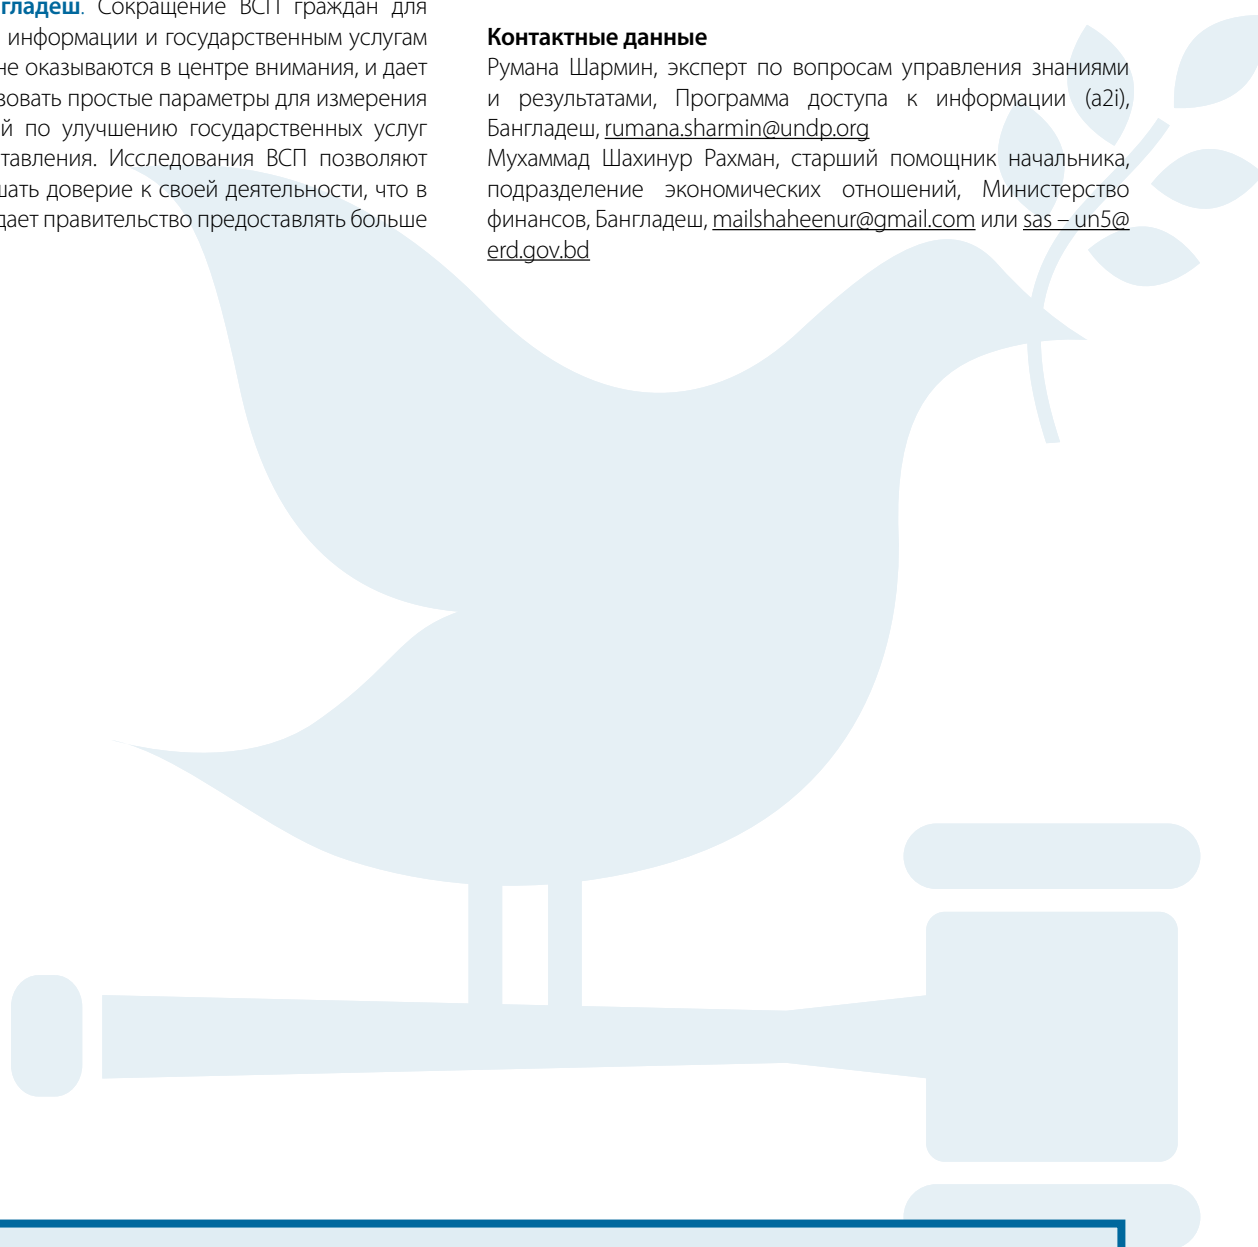 гладеш. Сокращение ВСП граждан для
информации и государственным услугам
не оказываются в центре внимания, и дает
зовать простые параметры для измерения
й по улучшению государственных услуг
тавления. Исследования ВСП позволяют
шать доверие к своей деятельности, что в
дает правительство предоставлять больше
Контактные данные
Румана Шармин, эксперт по вопросам управления знаниями
и результатами, Программа доступа к информации (a2i),
Бангладеш, rumana.sharmin@undp.org
Мухаммад Шахинур Рахман, старший помощник начальника,
подразделение экономических отношений, Министерство
финансов, Бангладеш, mailshaheenur@gmail.com или sas – un5@
erd.gov.bd